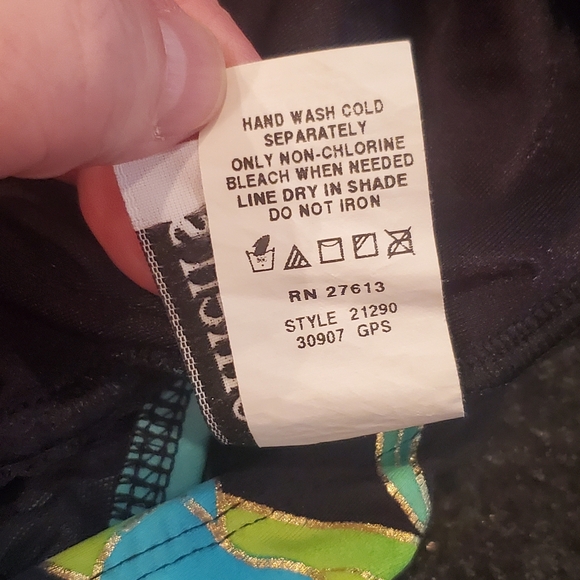 HAND WASH COLD
SEPARATELY
ONLY NON-CHLORINE
BLEACH WHEN NEEDED
LINE DRY IN SHADE
DO NOT IRON
RN 27613
STYLE 21290
30907 GPS